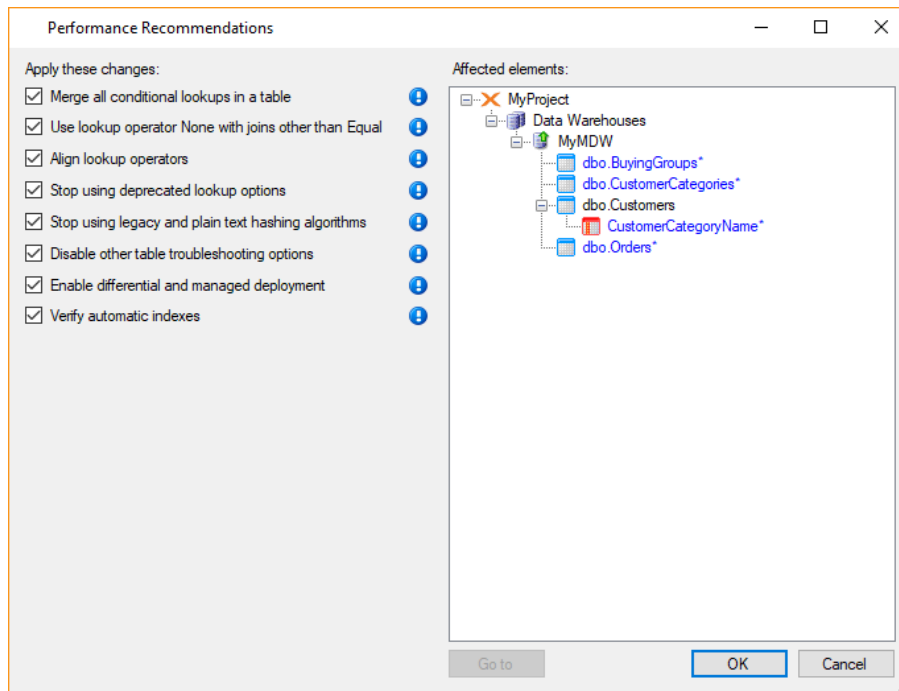 Performance Recommendations
Apply these changes:
Merge all conditional lookups in a table
Use lookup operator None with joins other than Equal
Align lookup operators
Stop using deprecated lookup options
Stop using legacy and plain text hashing algorithms
Disable other table troubleshooting options
Enable differential and managed deployment
Verify automatic indexes
Affected elements:
MyProject
Data Warehouses
MyMDW
dbo.BuyingGroups*
dbo.CustomerCategories*
dbo.Customers
CustomerCategoryName*
dbo.Orders*
Go to
OK
Cancel